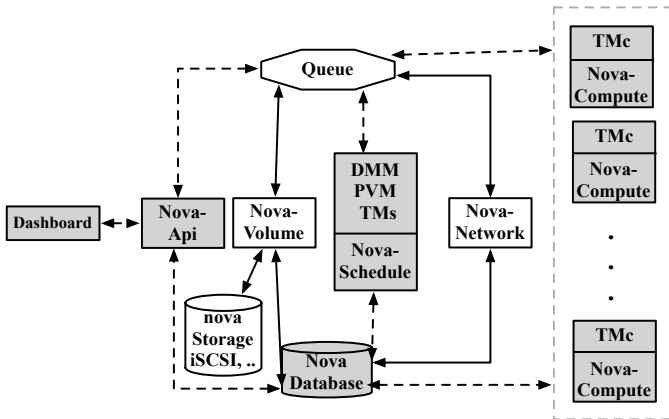 Queue
TMc
Nova-
Compute
TMc
Nova-
Compute
DMM
PVM
TMs
Nova-
Schedule
Dashboard
Nova-
Api
Nova-
Volume
Nova-
Network
nova
Storage
iSCSI, ..
Nova
Database
TMc
Nova-
Compute